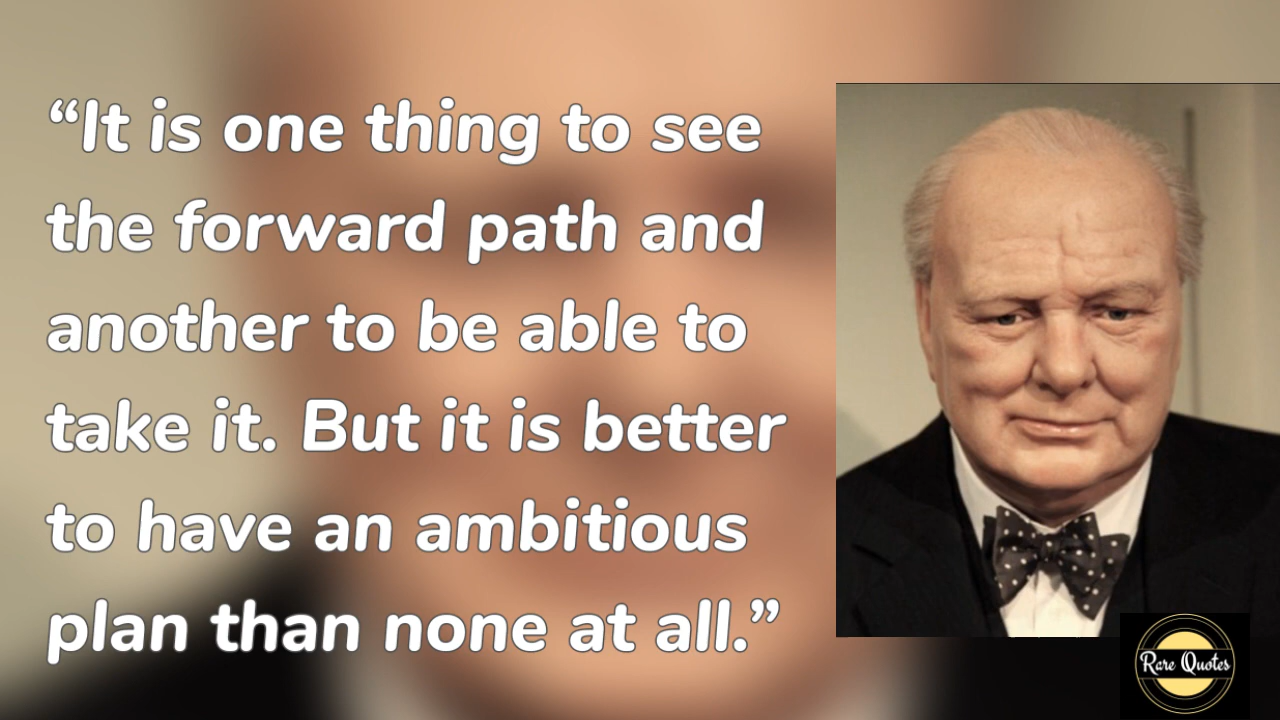 “It is one thing to see
the forward path and
another to be able to
take it. But it is better
to have an ambitious
plan than none at all.”
Rare Quotes